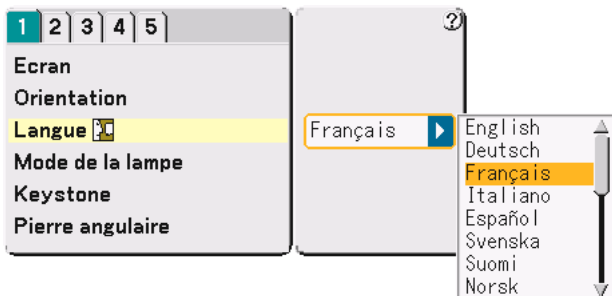 1 2 3 4 5
?
Ecran
Orientation
Langue
Mode de la lampe
Keystone
Pierre angulaire
Français
English
Deutsch
Français
Italiano
Español
Svenska
Suomi
Norsk